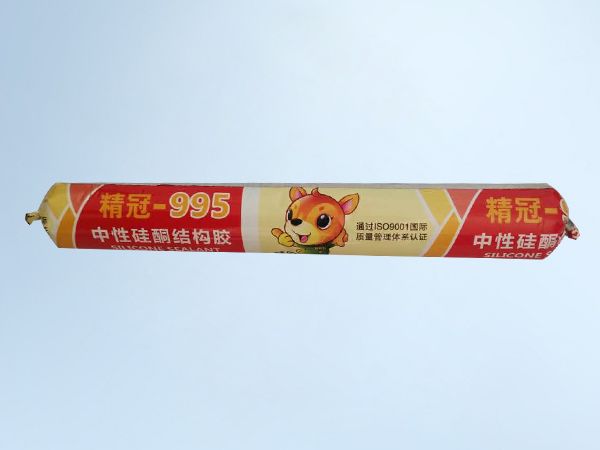 精冠-995
中性硅酮结构胶
SILICONE SEALANT
通过ISO9001国际
质量管理体系认证
精冠-
中性硅酮
SILICONE